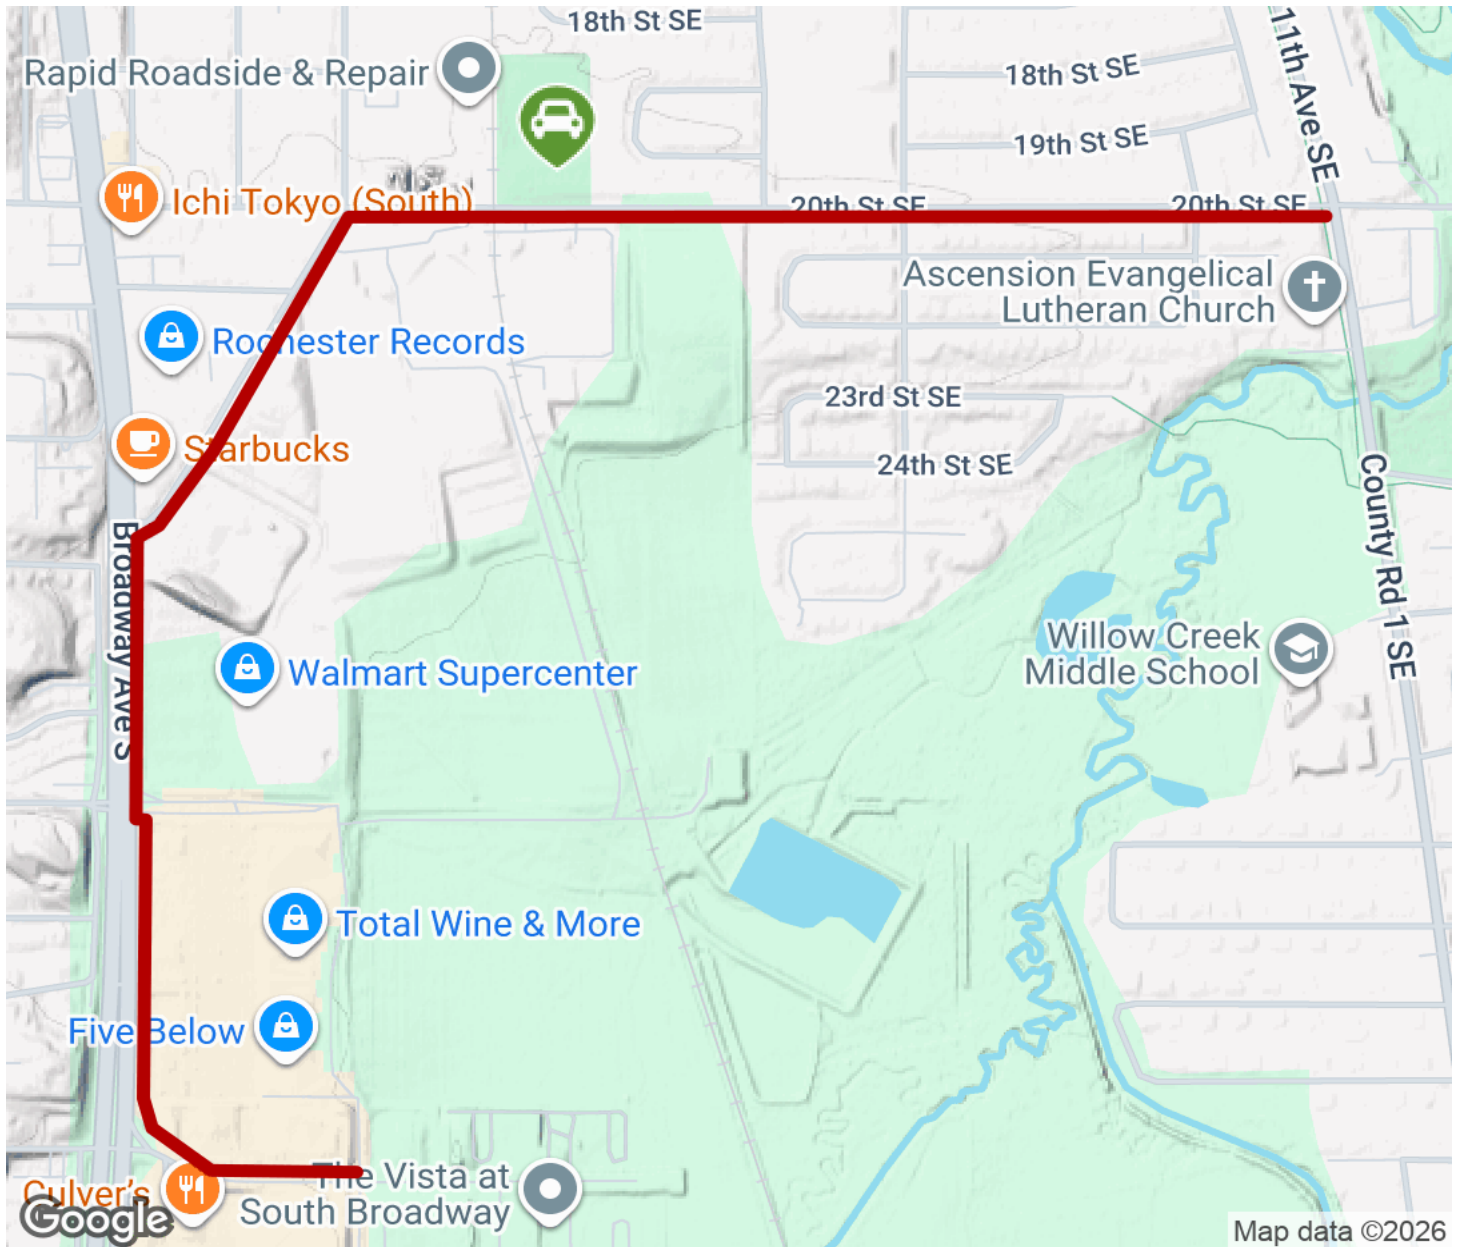 18th St SE
11th Ave SE
Rapid Roadside & Repair
18th St SE
19th St SE
Ichi Tokyo (South)
20th St SE
20th St SE
Ascension Evangelical
Lutheran Church
Rochester Records
23rd St SE
Starbucks
24th St SE
County Rd 1 SE
Broadway Ave S
Willow Creek
Middle School
Walmart Supercenter
Total Wine & More
Five Below
The Vista at
South Broadway
Culver's
Google
Map data ©2026